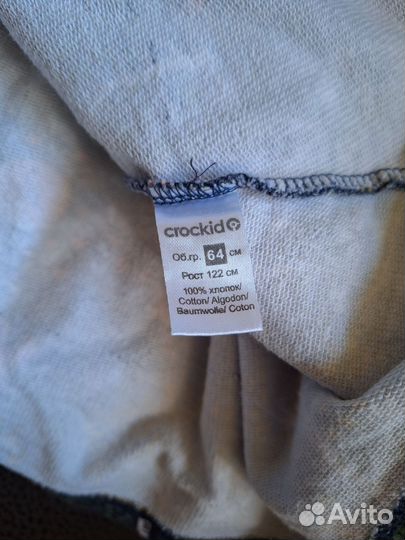 crockid
Об.гр. 64 см
Рост 122 см
100% хлопок/
Cotton/ Algodon/
Baumwolle/ Coton
Avito